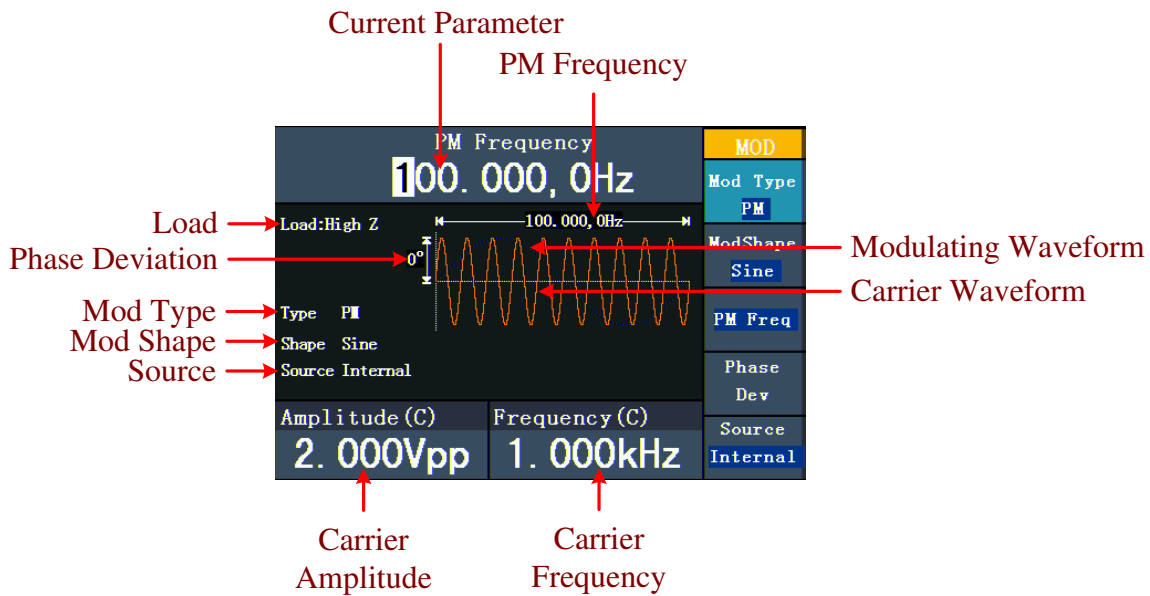 Current Parameter
PM Frequency
PM Frequency
100.000,0Hz
MOD
Mod Type
PM
Load
Load:High Z
100.000,0Hz
ModShape
Sine
Modulating Waveform
Phase Deviation
0°
Carrier Waveform
Mod Type
Type PM
PM Freq
Mod Shape
Shape Sine
Source
Source Internal
Phase
Dev
Amplitude(C)
Frequency(C)
2.000Vpp
1.000kHz
Source
Internal
Carrier
Amplitude
Carrier
Frequency